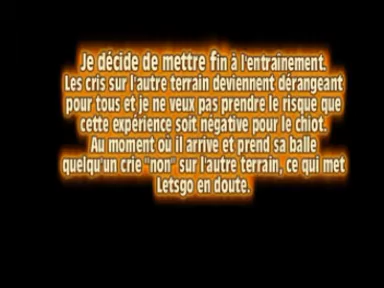 Je décide de mettre fin à l'entrainement.
Les cris sur l'autre terrain deviennent dérangeant
pour tous et je ne veux pas prendre le risque que
cette expérience soit négative pour le chiot.
Au moment où il arrive et prend sa balle
quelqu'un crie "non" sur l'autre terrain, ce qui met
Letsgo en doute.